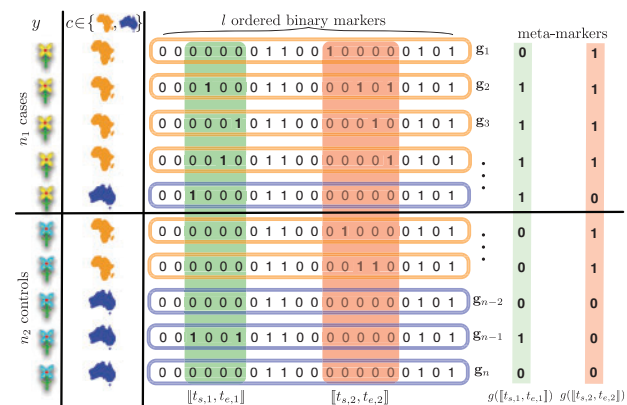 y c∈{ , } l ordered binary markers
meta-markers
n₁ cases
0 0 0 0 0 0 0 1 1 0 0 1 0 0 0 0 0 1 0 1 g₁ 0 1
0 0 0 1 0 0 0 1 1 0 0 0 0 1 0 1 0 1 0 1 g₂ 1 1
0 0 0 0 0 1 0 1 1 0 0 0 0 0 1 0 0 1 0 1 g₃ 1 1
0 0 0 0 1 0 0 1 1 0 0 0 0 0 0 1 0 1 0 1 1 1
0 0 1 0 0 0 0 1 1 0 0 0 0 0 0 0 0 1 0 1 1 0
n₂ controls
0 0 0 0 0 0 0 1 1 0 0 0 1 0 0 0 0 1 0 1 0 1
0 0 0 0 0 0 0 1 1 0 0 0 0 1 1 0 0 1 0 1 0 1
0 0 0 0 0 0 0 1 1 0 0 0 0 0 0 0 0 1 0 1 gₙ₋₂ 0 0
0 0 1 0 0 1 0 1 1 0 0 0 0 0 0 0 0 1 0 1 gₙ₋₁ 1 0
0 0 0 0 0 0 0 1 1 0 0 0 0 0 0 0 0 1 0 1 gₙ 0 0
⟦t_{s,1}, t_{e,1}⟧ ⟦t_{s,2}, t_{e,2}⟧ g(⟦t_{s,1}, t_{e,1}⟧) g(⟦t_{s,2}, t_{e,2}⟧)